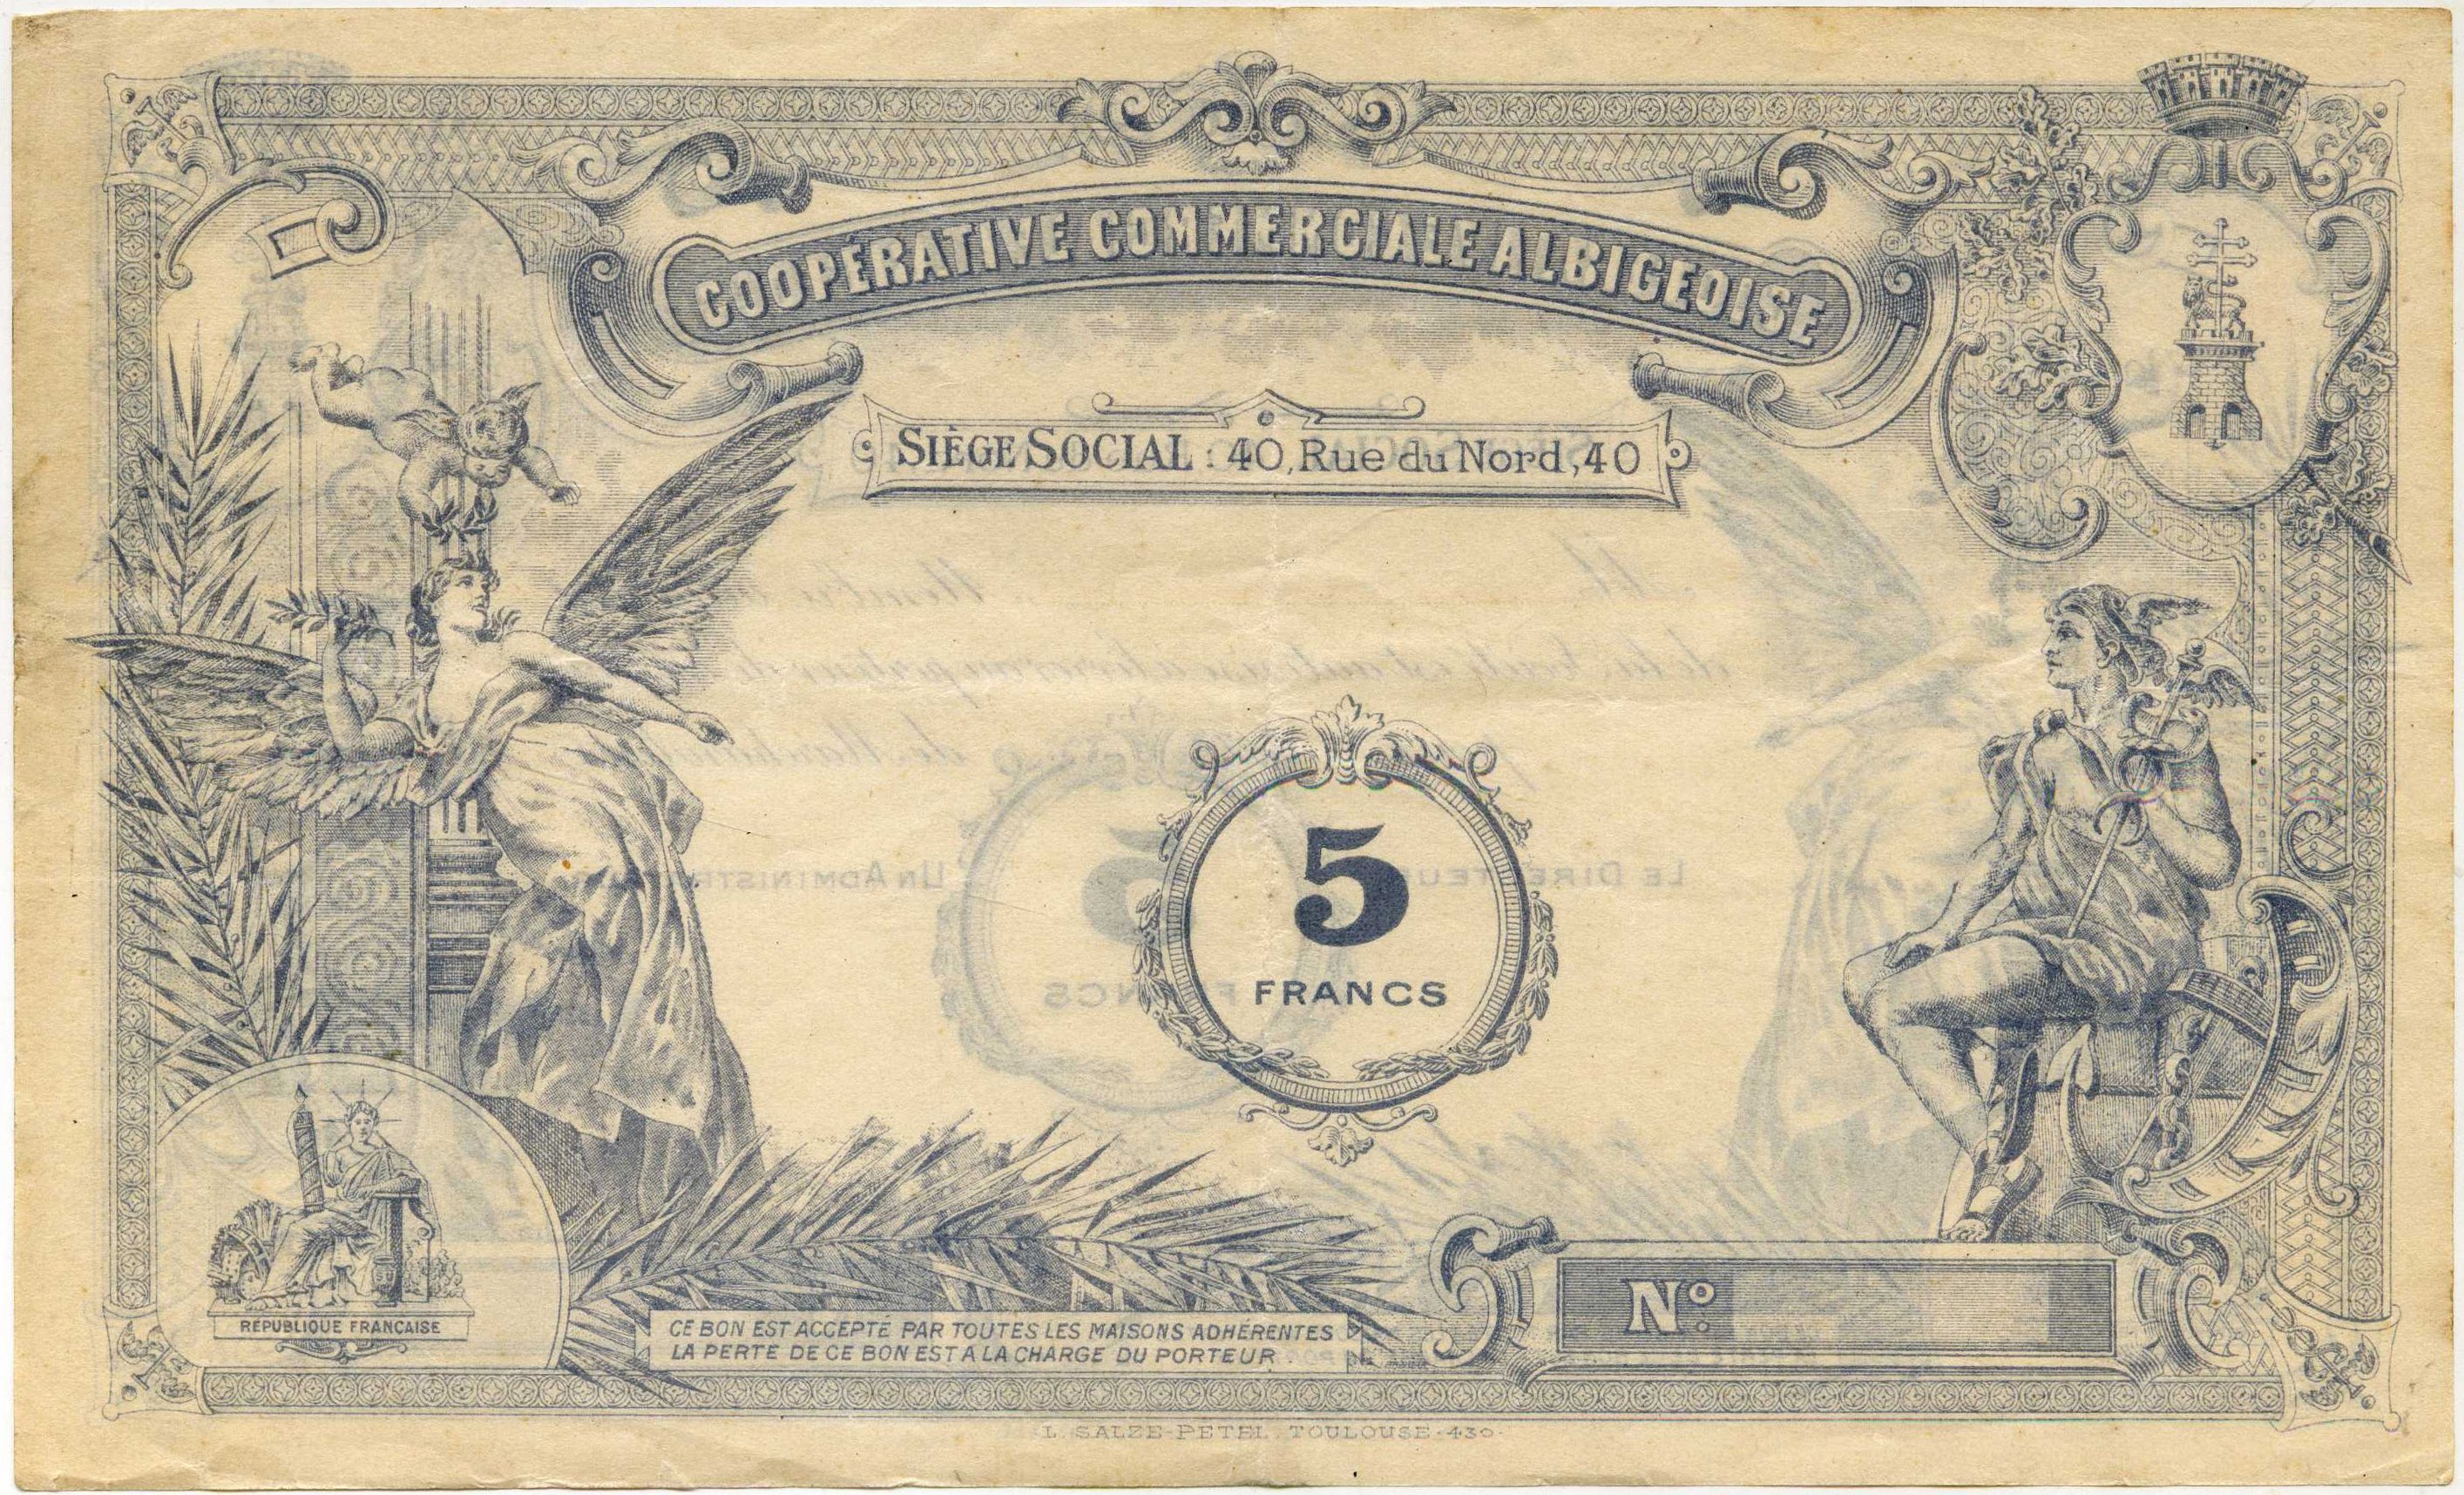 COOPÉRATIVE COMMERCIALE ALBIGEOISE
SIÈGE SOCIAL : 40, Rue du Nord, 40
5
FRANCS
Nº
RÉPUBLIQUE FRANÇAISE
CE BON EST ACCEPTÉ PAR TOUTES LES MAISONS ADHÉRENTES
LA PERTE DE CE BON EST A LA CHARGE DU PORTEUR
L. SALZE-PETEL. TOULOUSE-430-